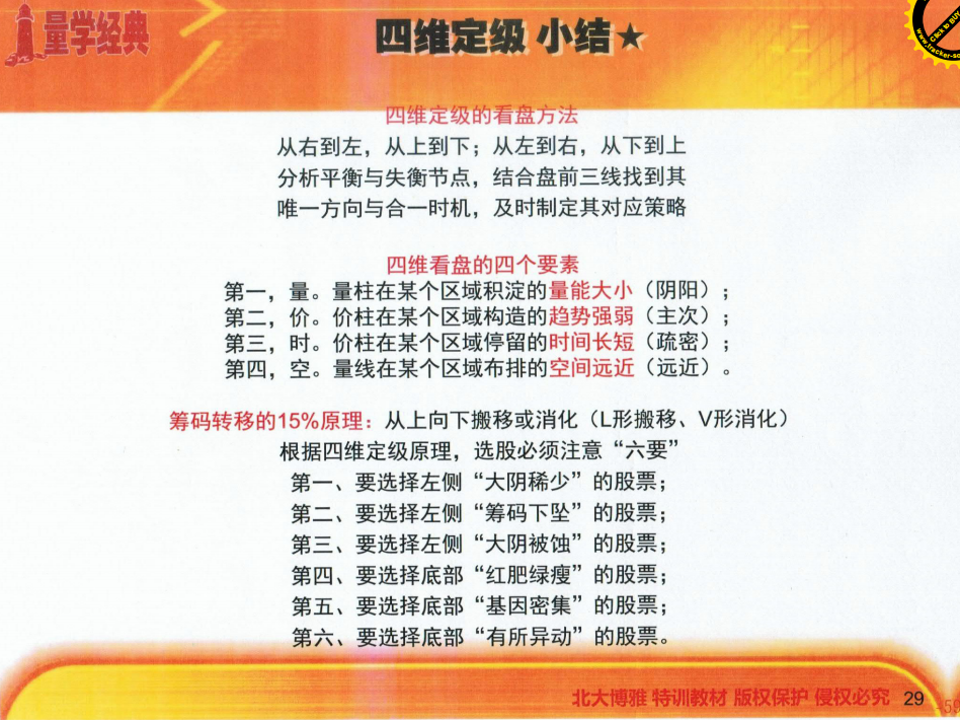 量学经典
四维定级 小结★
Click to BU
www.tracker-so
四维定级的看盘方法
从右到左，从上到下；从左到右，从下到上
分析平衡与失衡节点，结合盘前三线找到其
唯一方向与合一时机，及时制定其对应策略
四维看盘的四个要素
第一，量。量柱在某个区域积淀的量能大小（阴阳）；
第二，价。价柱在某个区域构造的趋势强弱（主次）；
第三，时。价柱在某个区域停留的时间长短（疏密）；
第四，空。量线在某个区域布排的空间远近（远近）。
筹码转移的15%原理：从上向下搬移或消化（L形搬移、V形消化）
根据四维定级原理，选股必须注意“六要”
第一、要选择左侧“大阴稀少”的股票；
第二、要选择左侧“筹码下坠”的股票；
第三、要选择左侧“大阴被蚀”的股票；
第四、要选择底部“红肥绿瘦”的股票；
第五、要选择底部“基因密集”的股票；
第六、要选择底部“有所异动”的股票。
北大博雅 特训教材 版权保护 侵权必究 29
-59